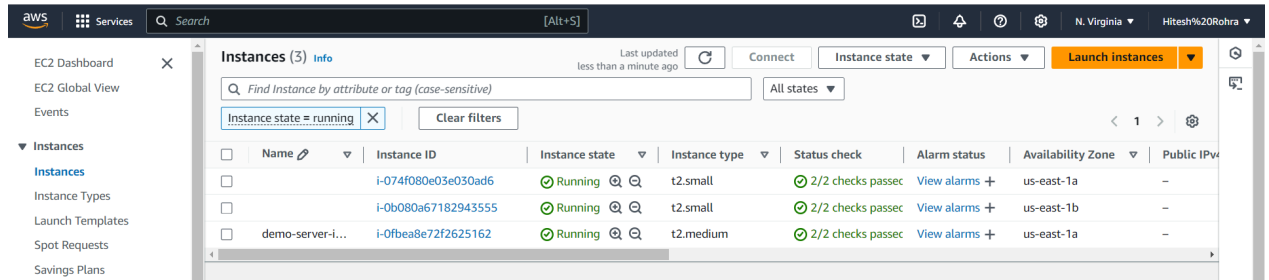 aws Services Search [Alt+S] N. Virginia ▼ Hitesh%20Rohra ▼
EC2 Dashboard
EC2 Global View
Events
▼ Instances
Instances
Instance Types
Launch Templates
Spot Requests
Savings Plans
Instances (3) Info
Last updated
less than a minute ago
Connect Instance state ▼ Actions ▼ Launch instances ▼
Find Instance by attribute or tag (case-sensitive) All states ▼
Instance state = running Clear filters
< 1 >
Name Instance ID Instance state Instance type Status check Alarm status Availability Zone Public IPv4
i-074f080e03e030ad6 Running t2.small 2/2 checks passec View alarms + us-east-1a –
i-0b080a67182943555 Running t2.small 2/2 checks passec View alarms + us-east-1b –
demo-server-i... i-0fbea8e72f2625162 Running t2.medium 2/2 checks passec View alarms + us-east-1a –